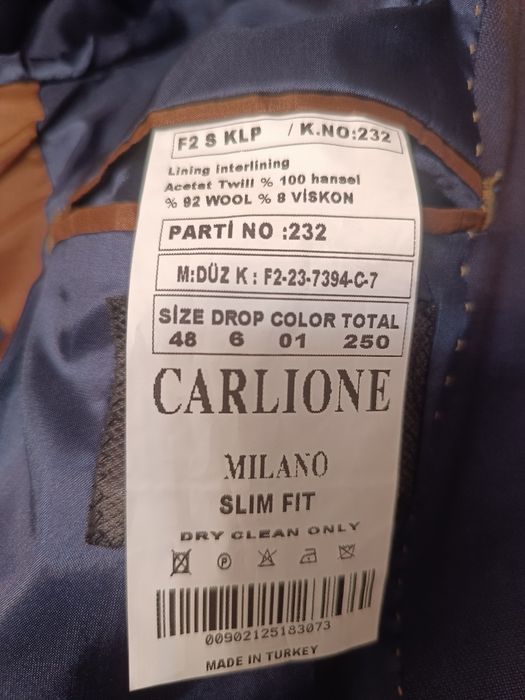 F2 S KLP / K.NO:232
Lining Interlining
Acetat Twill % 100 hansel
% 92 WOOL % 8 VİSKON
PARTİ NO :232
M:DÜZ K : F2-23-7394-C-7
SİZE DROP COLOR TOTAL
48 6 01 250
CARLIONE
MILANO
SLIM FIT
DRY CLEAN ONLY
P
00902125183073
MADE IN TURKEY